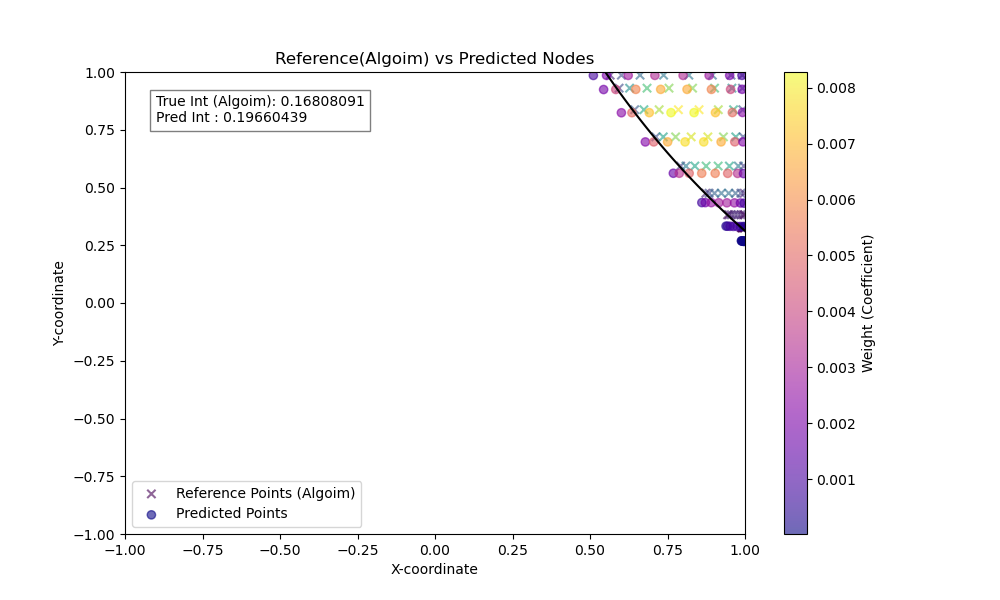 Reference(Algoim) vs Predicted Nodes
True Int (Algoim): 0.16808091
Pred Int : 0.19660439
1.00
0.75
0.50
0.25
0.00
−0.25
−0.50
−0.75
−1.00
Y-coordinate
Reference Points (Algoim)
Predicted Points
−1.00 −0.75 −0.50 −0.25 0.00 0.25 0.50 0.75 1.00
X-coordinate
0.008
0.007
0.006
0.005
0.004
0.003
0.002
0.001
Weight (Coefficient)